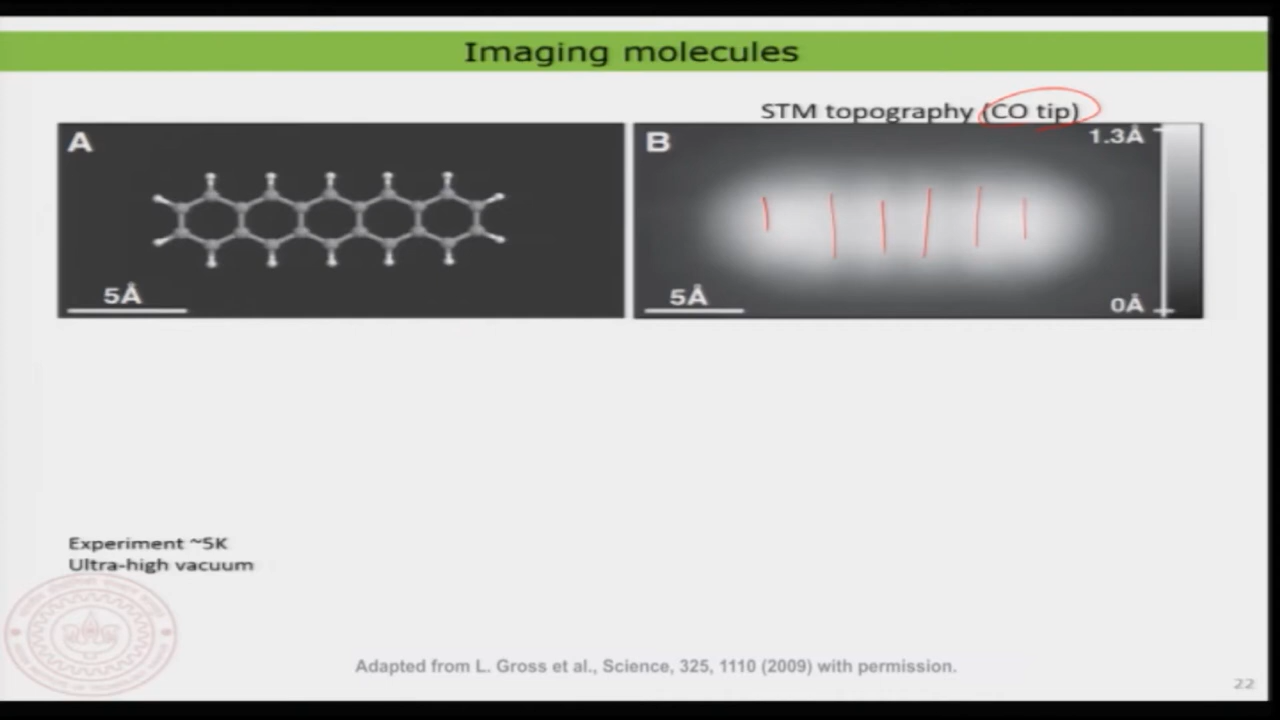 Imaging molecules
STM topography (CO tip)
A
B
1.3Å
5Å
5Å
0Å
Experiment ~5K
Ultra-high vacuum
Adapted from L. Gross et al., Science, 325, 1110 (2009) with permission.
22